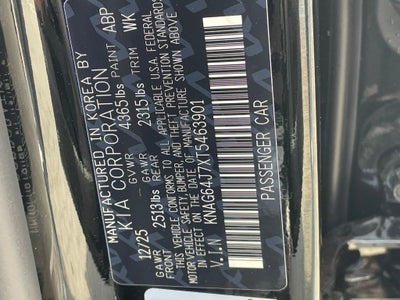 MANUFACTURED IN KOREA BY
KIA CORPORATION
12/25 GVWR 4365lbs PAINT ABP
GAWR FRONT 2513lbs GAWR REAR 2315lbs TRIM WK
THIS VEHICLE CONFORMS TO ALL APPLICABLE U.S.A. FEDERAL
MOTOR VEHICLE SAFETY, BUMPER, AND THEFT PREVENTION
STANDARDS IN EFFECT ON THE DATE OF MANUFACTURE SHOWN ABOVE
KNAG64J7XT5463901
V.I.N PASSENGER CAR